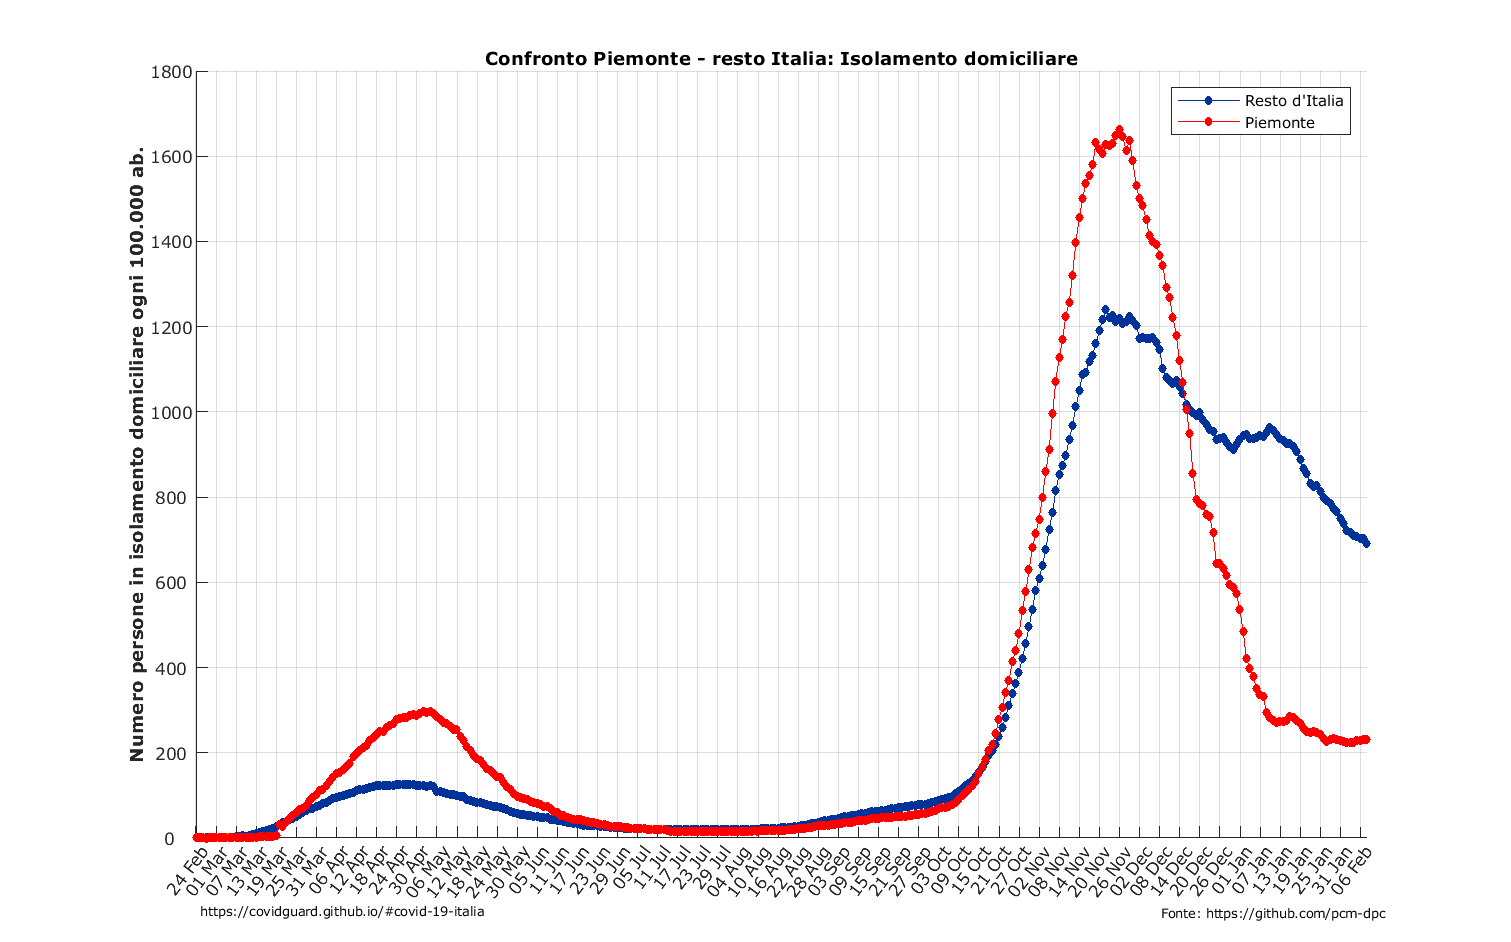 Confronto Piemonte - resto Italia: Isolamento domiciliare
Numero persone in isolamento domiciliare ogni 100.000 ab.
1800
1600
1400
1200
1000
800
600
400
200
0
Resto d'Italia
Piemonte
24 Feb
01 Mar
07 Mar
13 Mar
19 Mar
25 Mar
31 Mar
06 Apr
12 Apr
18 Apr
24 Apr
30 Apr
06 May
12 May
18 May
24 May
30 May
05 Jun
11 Jun
17 Jun
23 Jun
29 Jun
05 Jul
11 Jul
17 Jul
23 Jul
29 Jul
04 Aug
10 Aug
16 Aug
22 Aug
28 Aug
03 Sep
09 Sep
15 Sep
21 Sep
27 Sep
03 Oct
09 Oct
15 Oct
21 Oct
27 Oct
02 Nov
08 Nov
14 Nov
20 Nov
26 Nov
02 Dec
08 Dec
14 Dec
20 Dec
26 Dec
01 Jan
07 Jan
13 Jan
19 Jan
25 Jan
31 Jan
06 Feb
https://covidguard.github.io/#covid-19-italia
Fonte: https://github.com/pcm-dpc